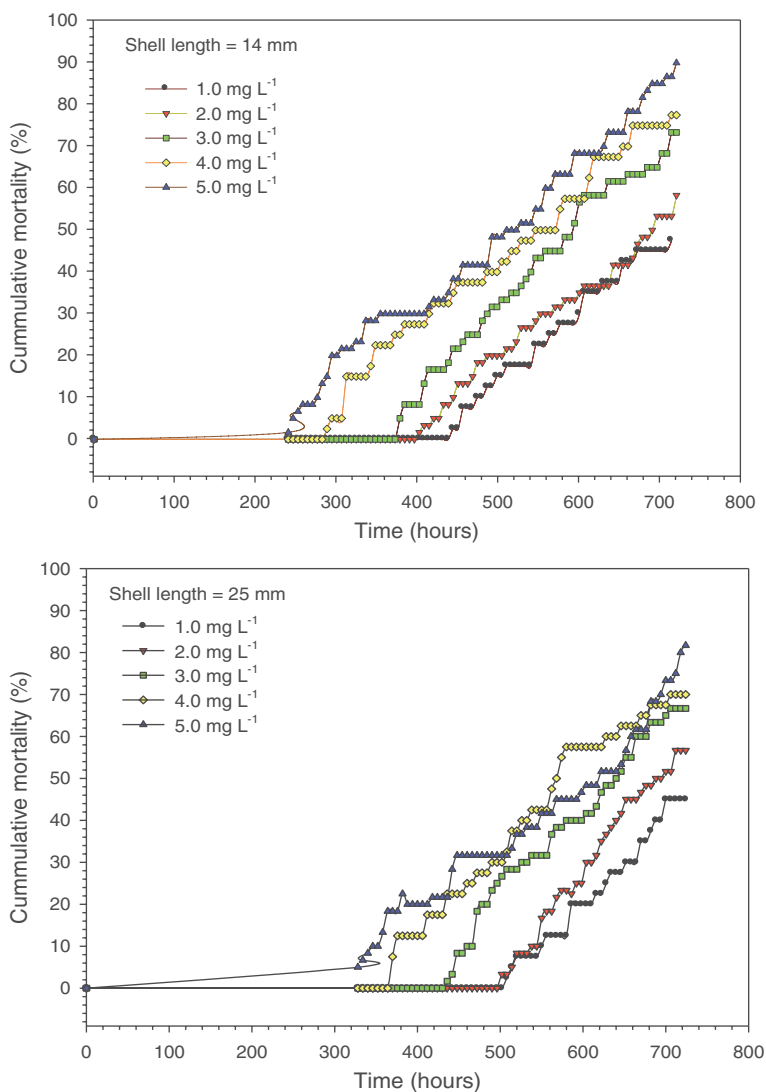 100
90
80
70
60
50
40
30
20
10
0
Cummulative mortality (%)
Shell length = 14 mm
1.0 mg L⁻¹
2.0 mg L⁻¹
3.0 mg L⁻¹
4.0 mg L⁻¹
5.0 mg L⁻¹
0 100 200 300 400 500 600 700 800
Time (hours)
100
90
80
70
60
50
40
30
20
10
0
Cummulative mortality (%)
Shell length = 25 mm
1.0 mg L⁻¹
2.0 mg L⁻¹
3.0 mg L⁻¹
4.0 mg L⁻¹
5.0 mg L⁻¹
0 100 200 300 400 500 600 700 800
Time (hours)